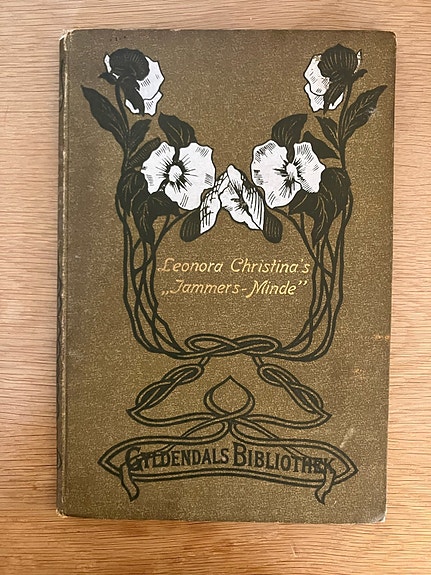 Leonora Christina's
„Jammers-Minde”
GYLDENDALS BIBLIOTHEK